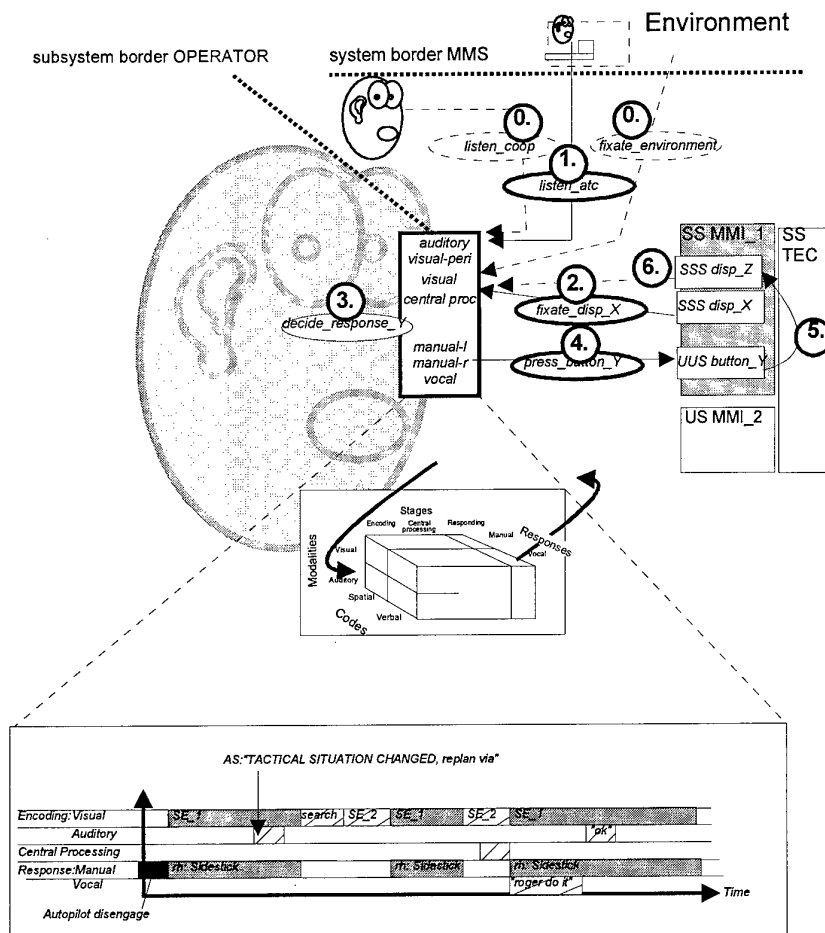 Environment
subsystem border OPERATOR
system border MMS
0.
0.
listen_coop
fixate_environment
1.
listen_atc
auditory
visual-peri
visual
central proc
manual-l
manual-r
vocal
3.
decide_response_Y
2.
fixate_disp_X
4.
press_button_Y
6.
5.
SS MMI_1
SS
TEC
SSS disp_Z
SSS disp_X
UUS button_Y
US MMI_2
Stages
Encoding
Central
processing
Responding
Manual
Vocal
Responses
Modalities
Visual
Auditory
Spatial
Verbal
Codes
AS:"TACTICAL SITUATION CHANGED, replan via"
Encoding:Visual SE_1 search SE_2 SE_1 SE_2 SE_1
Auditory "ok"
Central Processing
Response:Manual rh: Sidestick rh: Sidestick rh: Sidestick
Vocal "roger do it"
Time
Autopilot disengage